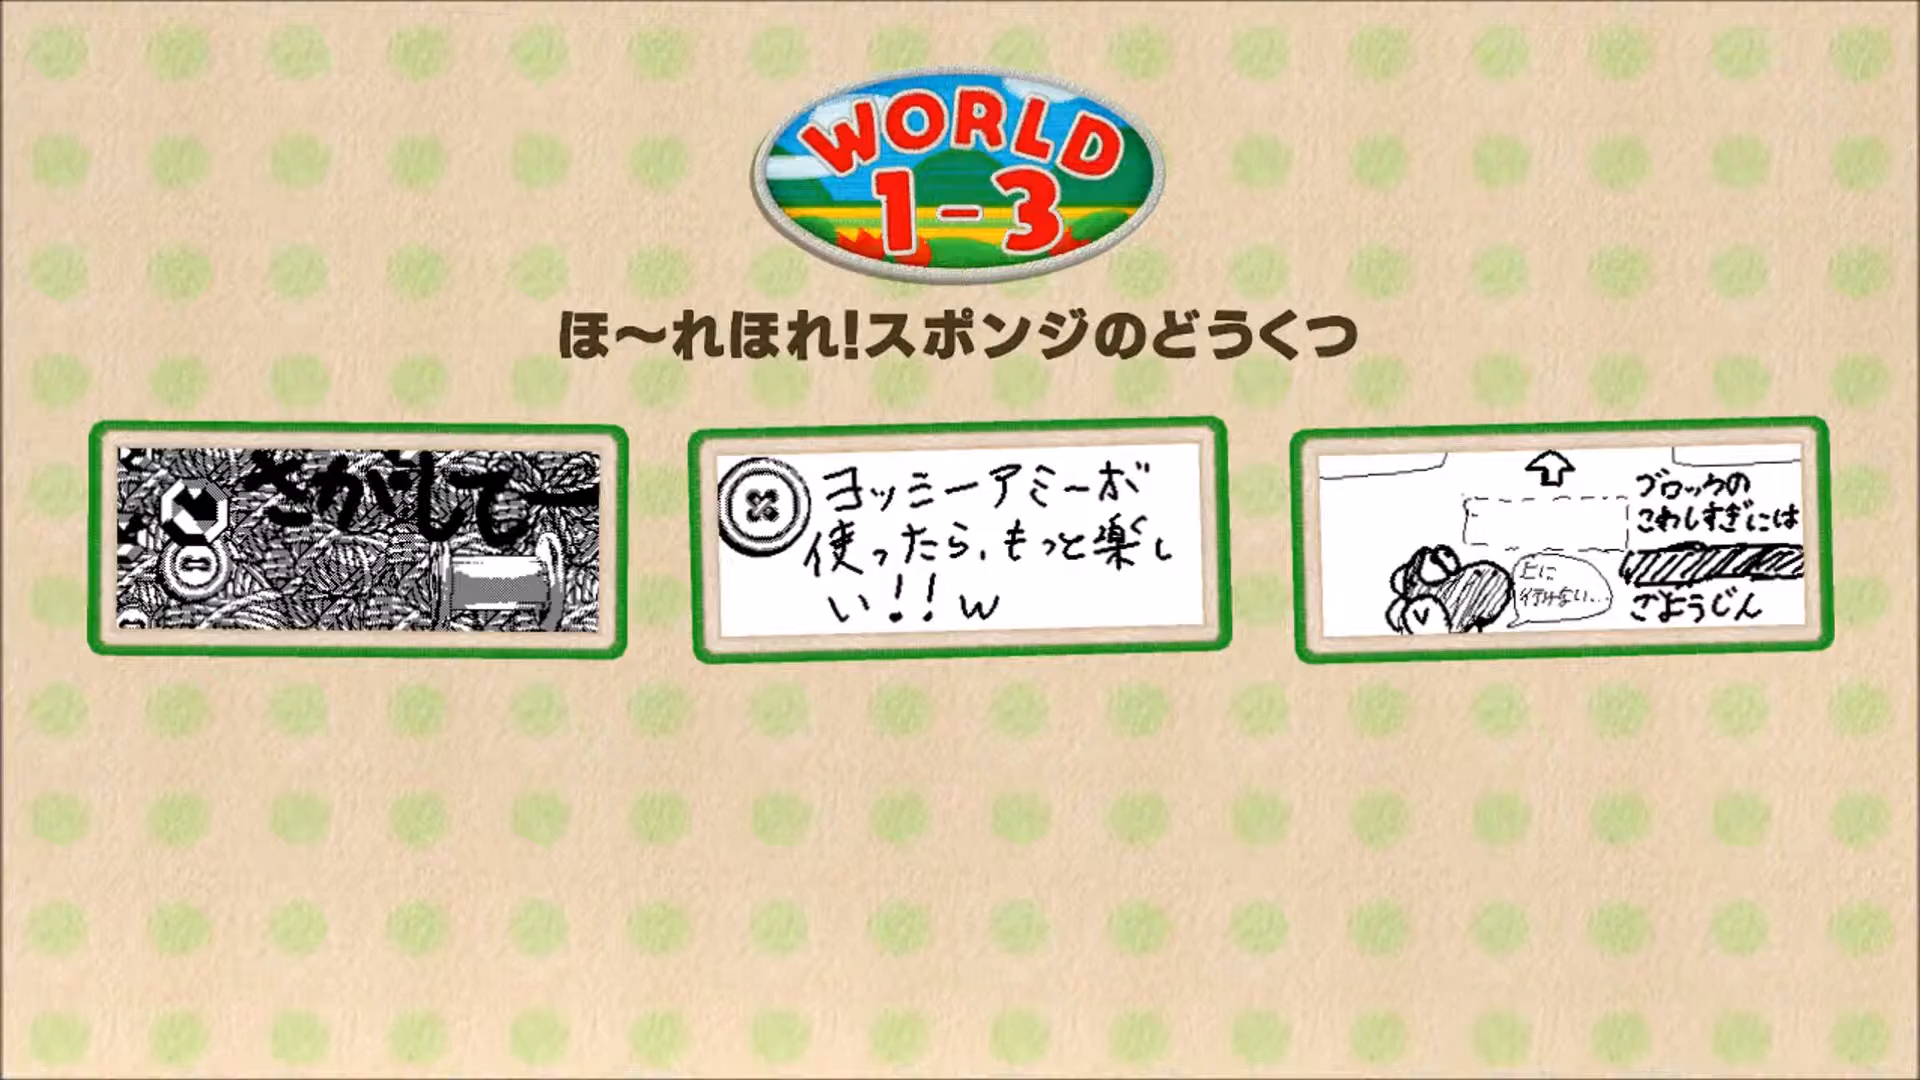 WORLD
1-3
ほ～れほれ!スポンジのどうくつ
さがしてー
ヨッシーアミーボ
使ったら、もっと楽し
い!!w
ブロックの
こわしすぎには
ごようじん
上に
行けない...